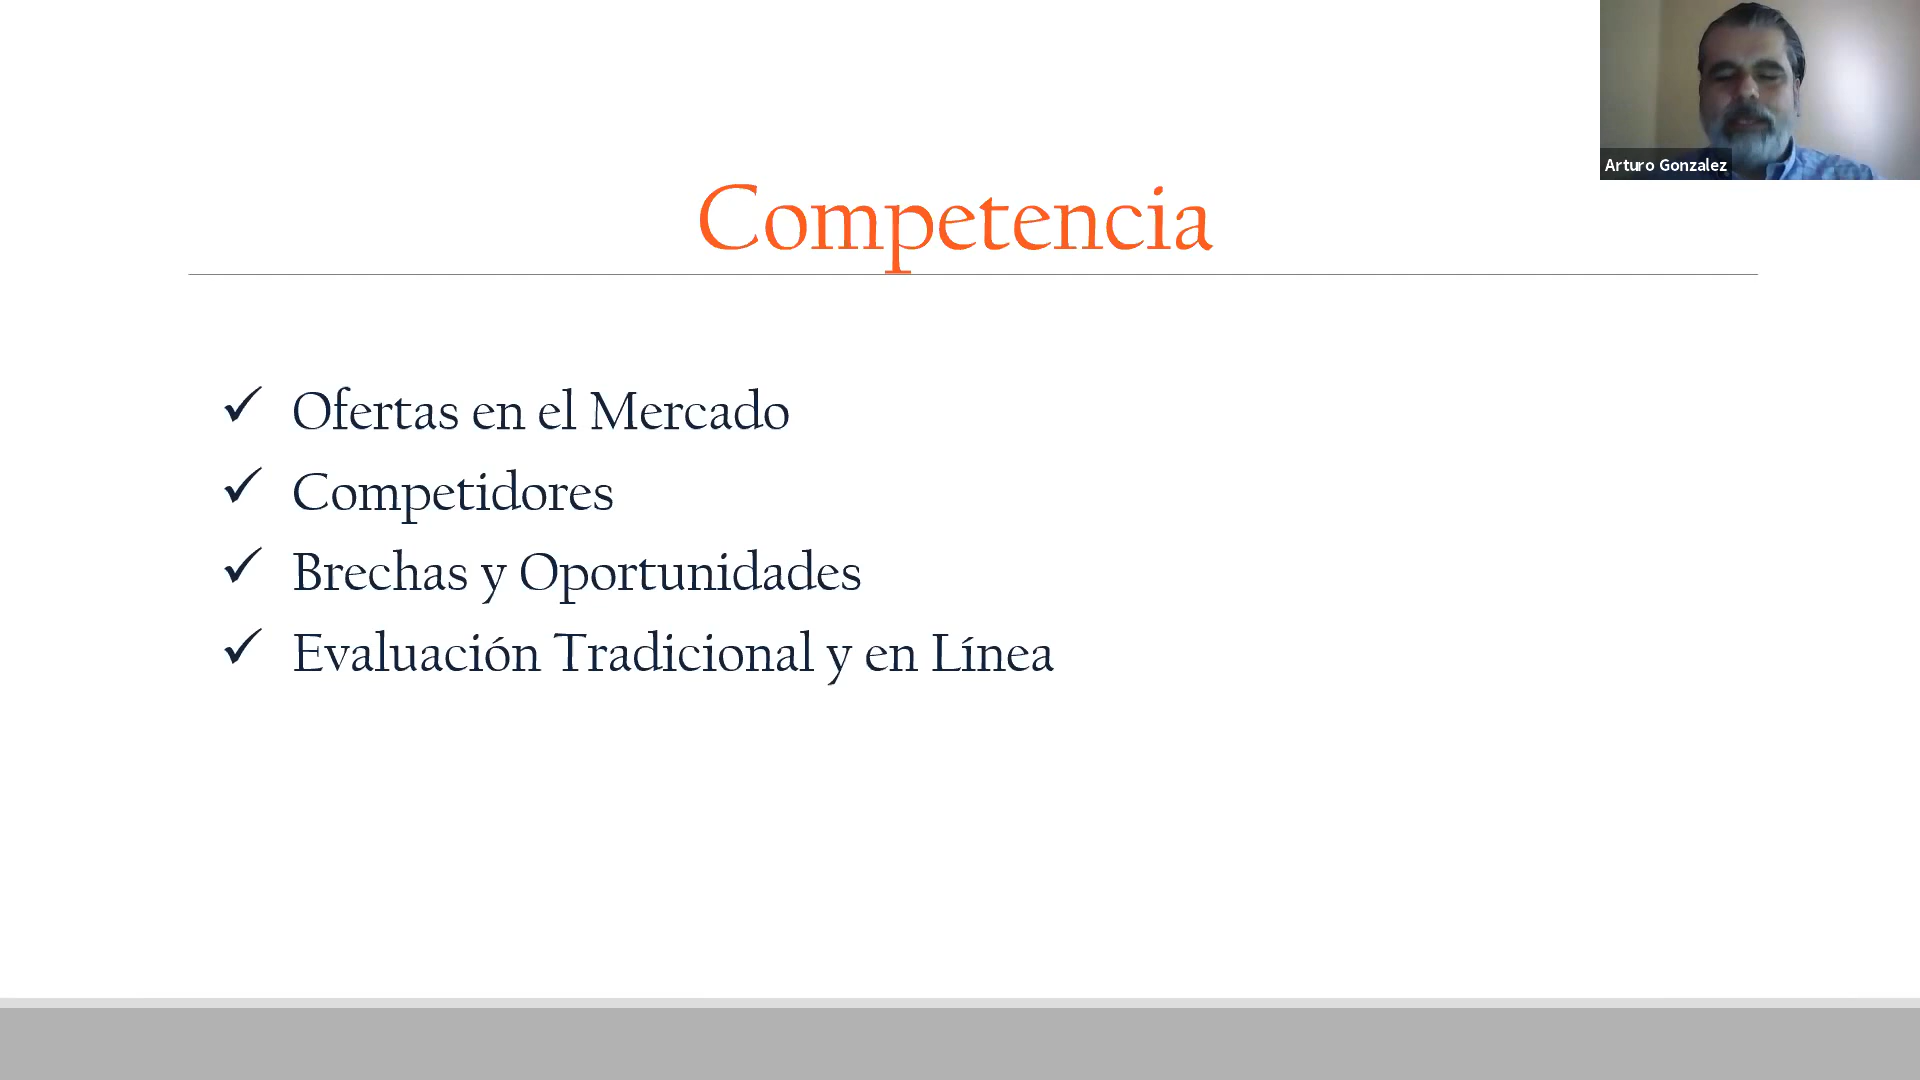 Arturo Gonzalez
Competencia
✓ Ofertas en el Mercado
✓ Competidores
✓ Brechas y Oportunidades
✓ Evaluación Tradicional y en Línea